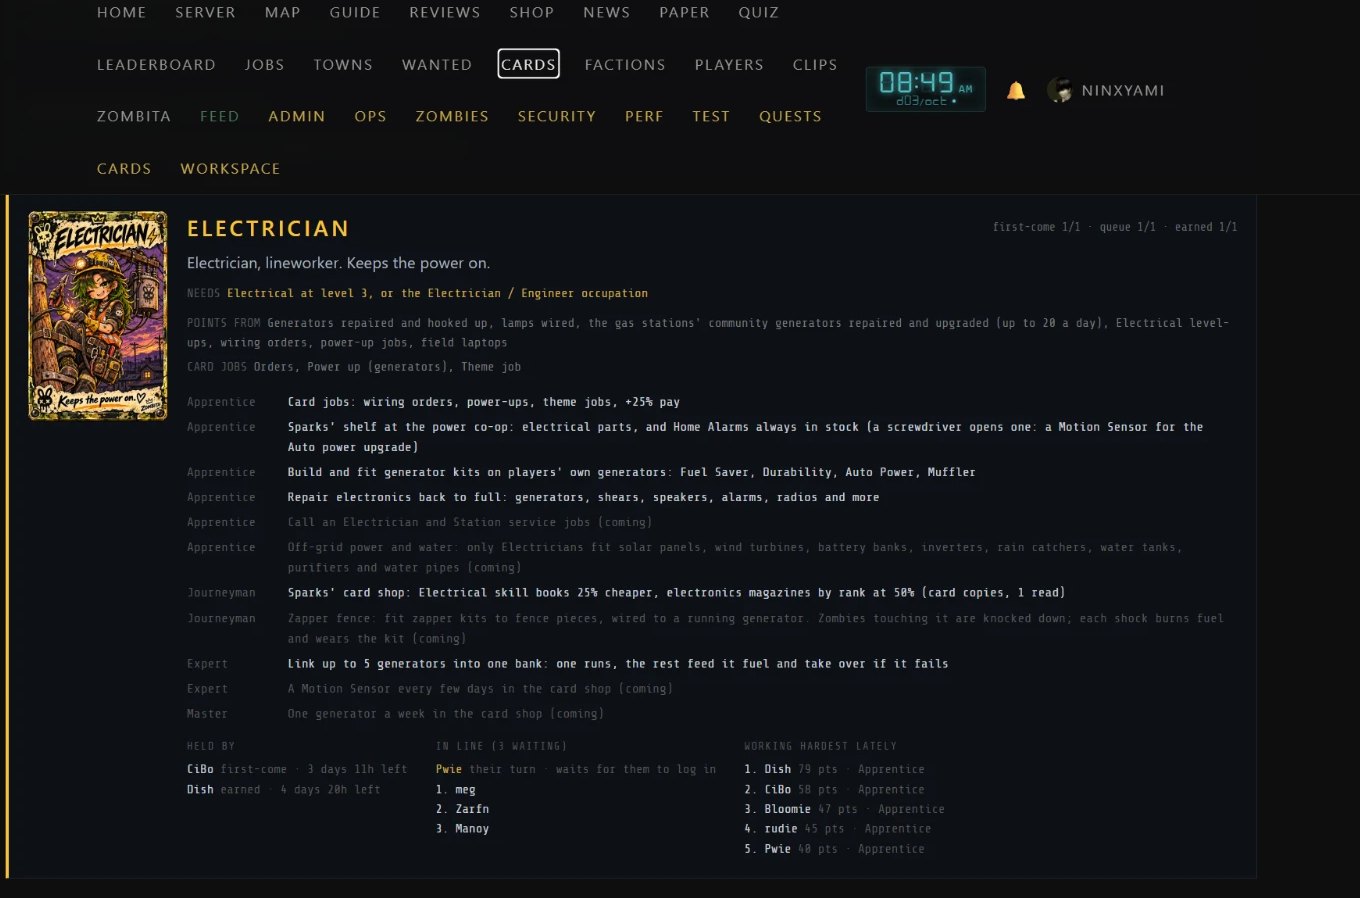 HOME SERVER MAP GUIDE REVIEWS SHOP NEWS PAPER QUIZ
LEADERBOARD JOBS TOWNS WANTED CARDS FACTIONS PLAYERS CLIPS
ZOMBITA FEED ADMIN OPS ZOMBIES SECURITY PERF TEST QUESTS
CARDS WORKSPACE
08:49 AM
d03/oct •
NINXYAMI
ELECTRICIAN
Keeps the power on.
ELECTRICIAN
first-come 1/1 · queue 1/1 · earned 1/1
Electrician, lineworker. Keeps the power on.
NEEDS Electrical at level 3, or the Electrician / Engineer occupation
POINTS FROM Generators repaired and hooked up, lamps wired, the gas stations' community generators repaired and upgraded (up to 20 a day), Electrical level-
ups, wiring orders, power-up jobs, field laptops
CARD JOBS Orders, Power up (generators), Theme job
Apprentice Card jobs: wiring orders, power-ups, theme jobs, +25% pay
Apprentice Sparks' shelf at the power co-op: electrical parts, and Home Alarms always in stock (a screwdriver opens one: a Motion Sensor for the
Auto power upgrade)
Apprentice Build and fit generator kits on players' own generators: Fuel Saver, Durability, Auto Power, Muffler
Apprentice Repair electronics back to full: generators, shears, speakers, alarms, radios and more
Apprentice Call an Electrician and Station service jobs (coming)
Apprentice Off-grid power and water: only Electricians fit solar panels, wind turbines, battery banks, inverters, rain catchers, water tanks,
purifiers and water pipes (coming)
Journeyman Sparks' card shop: Electrical skill books 25% cheaper, electronics magazines by rank at 50% (card copies, 1 read)
Journeyman Zapper fence: fit zapper kits to fence pieces, wired to a running generator. Zombies touching it are knocked down; each shock burns fuel
and wears the kit (coming)
Expert Link up to 5 generators into one bank: one runs, the rest feed it fuel and take over if it fails
Expert A Motion Sensor every few days in the card shop (coming)
Master One generator a week in the card shop (coming)
HELD BY
CiBo first-come · 3 days 11h left
Dish earned · 4 days 20h left
IN LINE (3 WAITING)
Pwie their turn · waits for them to log in
1. meg
2. Zarfn
3. Manoy
WORKING HARDEST LATELY
1. Dish 79 pts · Apprentice
2. CiBo 58 pts · Apprentice
3. Bloomie 47 pts · Apprentice
4. rudie 45 pts · Apprentice
5. Pwie 40 pts · Apprentice